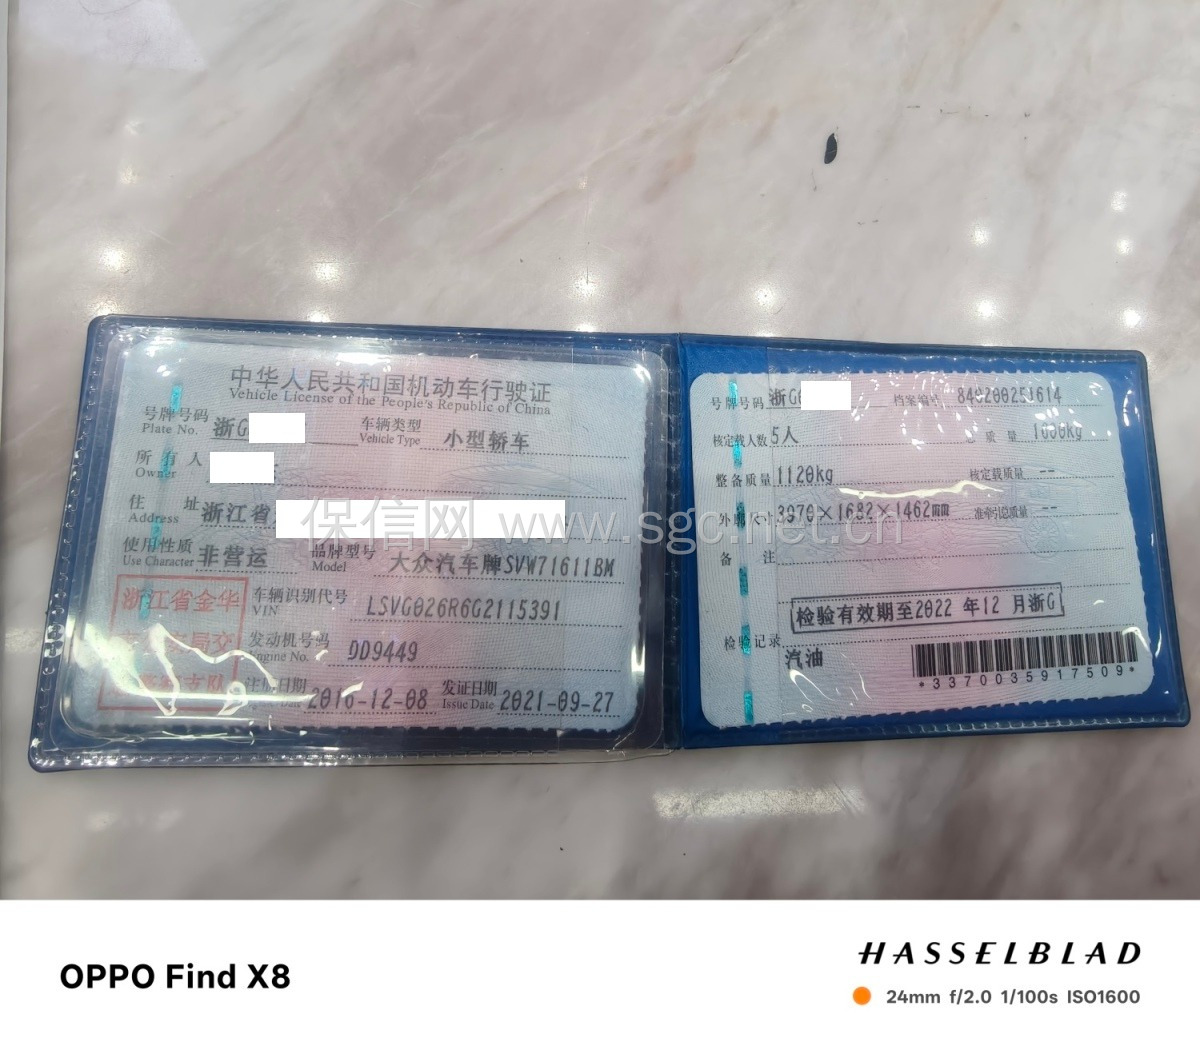 中华人民共和国机动车行驶证
Vehicle License of the People's Republic of China
号牌号码 浙G 车辆类型 小型轿车
Plate No. Vehicle Type
所有人
Owner
住址 浙江省
Address
使用性质 非营运 品牌型号 大众汽车牌SVW71611BM
Use Character Model
浙江省金华 车辆识别代号 LSVG026R6G2115391
VIN
局交 发动机号码 DD9449
Engine No.
支队 注册日期 2016-12-08 发证日期 2021-09-27
Issue Date
号牌号码 浙G 档案编号 840200251614
核定载人数 5人 总质量
整备质量 1120kg 核定载质量 --
外廓尺寸 3970×1682×1462mm 准牵引总质量 --
备注
检验有效期至2022 年12 月浙G
检验记录
汽油
*3370035917509*
保信网 www.sgc.net.cn
OPPO Find X8
HASSELBLAD
24mm f/2.0 1/100s ISO1600